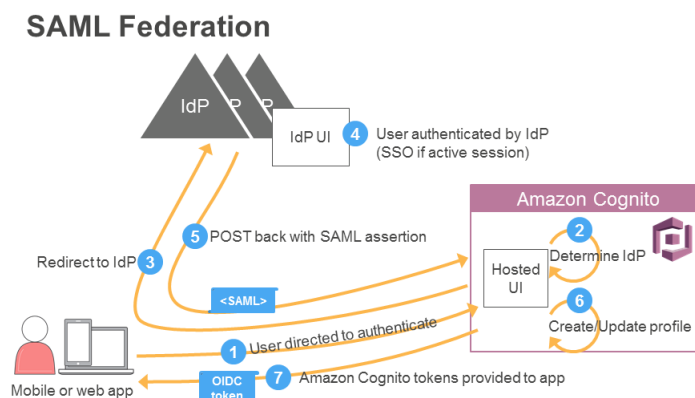 SAML Federation
IdP
P
P
IdP UI
4
User authenticated by IdP
(SSO if active session)
Amazon Cognito
2
Determine IdP
5
POST back with SAML assertion
Redirect to IdP
3
Hosted
UI
<SAML>
6
Create/Update profile
1
User directed to authenticate
7
Amazon Cognito tokens provided to app
OIDC
token
Mobile or web app